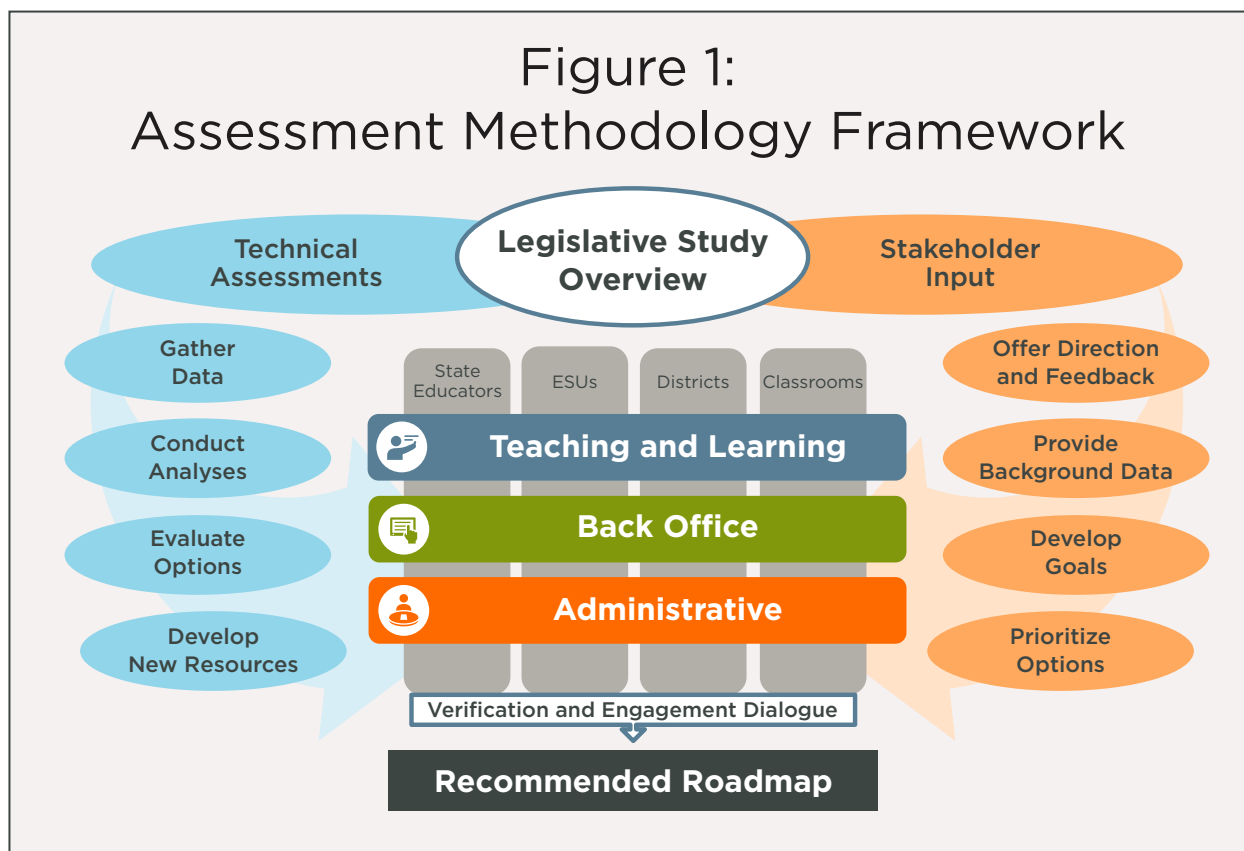 Figure 1:
Assessment Methodology Framework
Technical
Assessments
Legislative Study
Overview
Stakeholder
Input
Gather
Data
Conduct
Analyses
Evaluate
Options
Develop
New Resources
State
Educators
ESUs
Districts
Classrooms
Teaching and Learning
Back Office
Administrative
Offer Direction
and Feedback
Provide
Background Data
Develop
Goals
Prioritize
Options
Verification and Engagement Dialogue
Recommended Roadmap